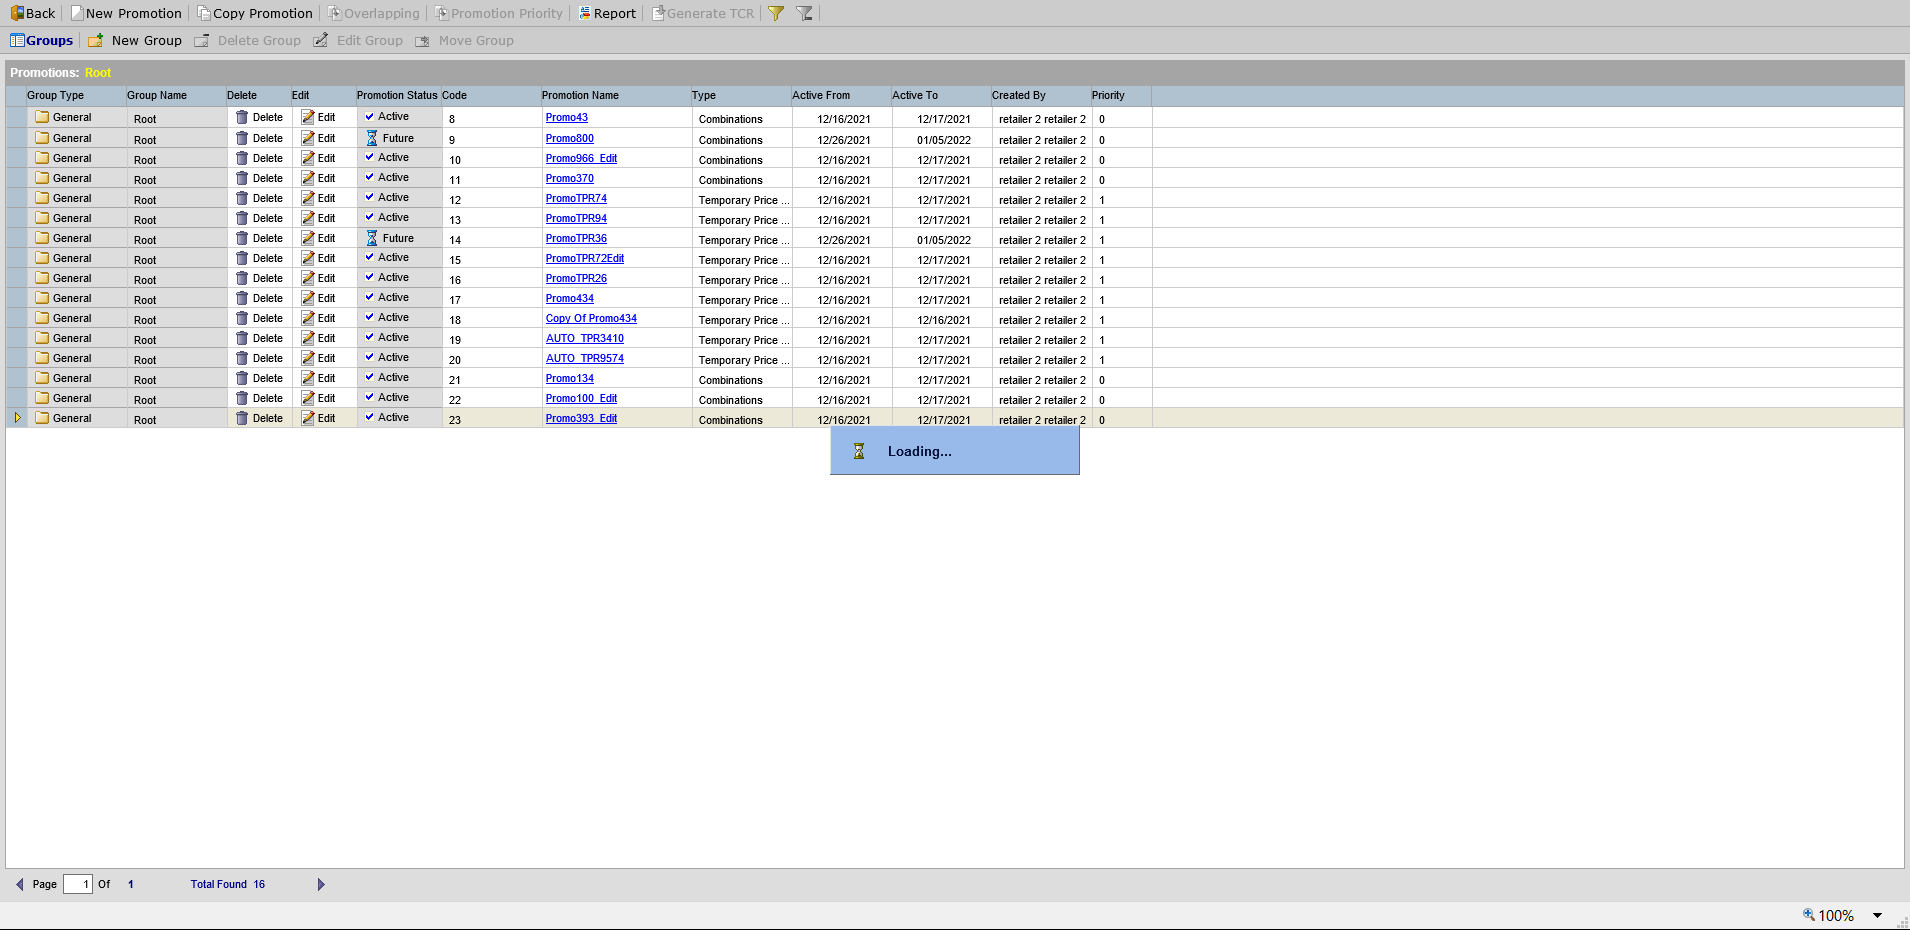 Back New Promotion Copy Promotion Overlapping Promotion Priority Report Generate TCR
Groups New Group Delete Group Edit Group Move Group
Promotions: Root
Group Type Group Name Delete Edit Promotion Status Code Promotion Name Type Active From Active To Created By Priority
General Root Delete Edit Active 8 Promo43 Combinations 12/16/2021 12/17/2021 retailer 2 retailer 2 0
General Root Delete Edit Future 9 Promo800 Combinations 12/26/2021 01/05/2022 retailer 2 retailer 2 0
General Root Delete Edit Active 10 Promo966_Edit Combinations 12/16/2021 12/17/2021 retailer 2 retailer 2 0
General Root Delete Edit Active 11 Promo370 Combinations 12/16/2021 12/17/2021 retailer 2 retailer 2 0
General Root Delete Edit Active 12 PromoTPR74 Temporary Price ... 12/16/2021 12/17/2021 retailer 2 retailer 2 1
General Root Delete Edit Active 13 PromoTPR94 Temporary Price ... 12/16/2021 12/17/2021 retailer 2 retailer 2 1
General Root Delete Edit Future 14 PromoTPR36 Temporary Price ... 12/26/2021 01/05/2022 retailer 2 retailer 2 1
General Root Delete Edit Active 15 PromoTPR72Edit Temporary Price ... 12/16/2021 12/17/2021 retailer 2 retailer 2 1
General Root Delete Edit Active 16 PromoTPR26 Temporary Price ... 12/16/2021 12/17/2021 retailer 2 retailer 2 1
General Root Delete Edit Active 17 Promo434 Temporary Price ... 12/16/2021 12/17/2021 retailer 2 retailer 2 1
General Root Delete Edit Active 18 Copy Of Promo434 Temporary Price ... 12/16/2021 12/16/2021 retailer 2 retailer 2 1
General Root Delete Edit Active 19 AUTO_TPR3410 Temporary Price ... 12/16/2021 12/17/2021 retailer 2 retailer 2 1
General Root Delete Edit Active 20 AUTO_TPR9574 Temporary Price ... 12/16/2021 12/17/2021 retailer 2 retailer 2 1
General Root Delete Edit Active 21 Promo134 Combinations 12/16/2021 12/17/2021 retailer 2 retailer 2 0
General Root Delete Edit Active 22 Promo100_Edit Combinations 12/16/2021 12/17/2021 retailer 2 retailer 2 0
General Root Delete Edit Active 23 Promo393_Edit Combinations 12/16/2021 12/17/2021 retailer 2 retailer 2 0
Loading...
Page 1 Of 1 Total Found 16
100%